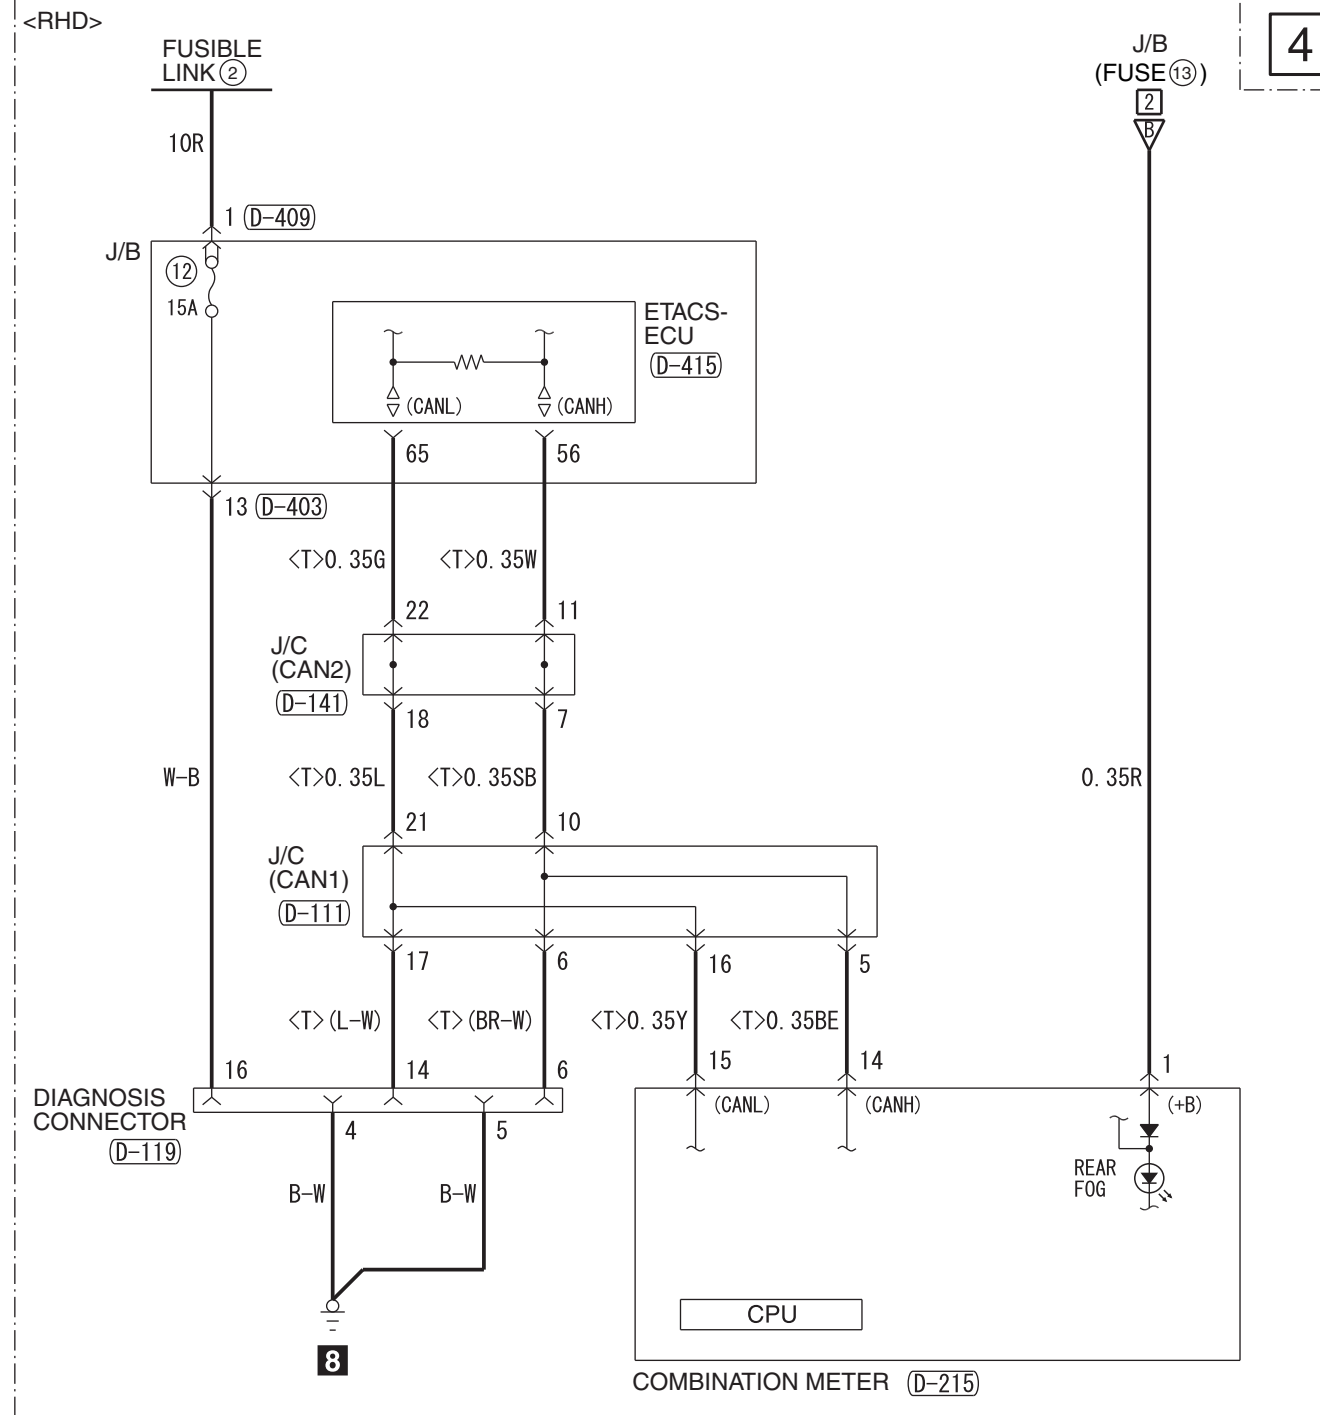 <RHD>
FUSIBLE
LINK 2
J/B
(FUSE 13)
4
2
B
10R
1 (D-409)
J/B
12
15A
ETACS-
ECU
(D-415)
(CANL)
(CANH)
65
56
13 (D-403)
<T>0.35G
<T>0.35W
22
11
J/C
(CAN2)
(D-141)
18
7
W-B
<T>0.35L
<T>0.35SB
0.35R
21
10
J/C
(CAN1)
(D-111)
17
6
16
5
<T>(L-W)
<T>(BR-W)
<T>0.35Y
<T>0.35BE
16
14
6
15
14
1
DIAGNOSIS
CONNECTOR
(D-119)
4
5
(CANL)
(CANH)
(+B)
REAR
FOG
B-W
B-W
CPU
8
COMBINATION METER (D-215)